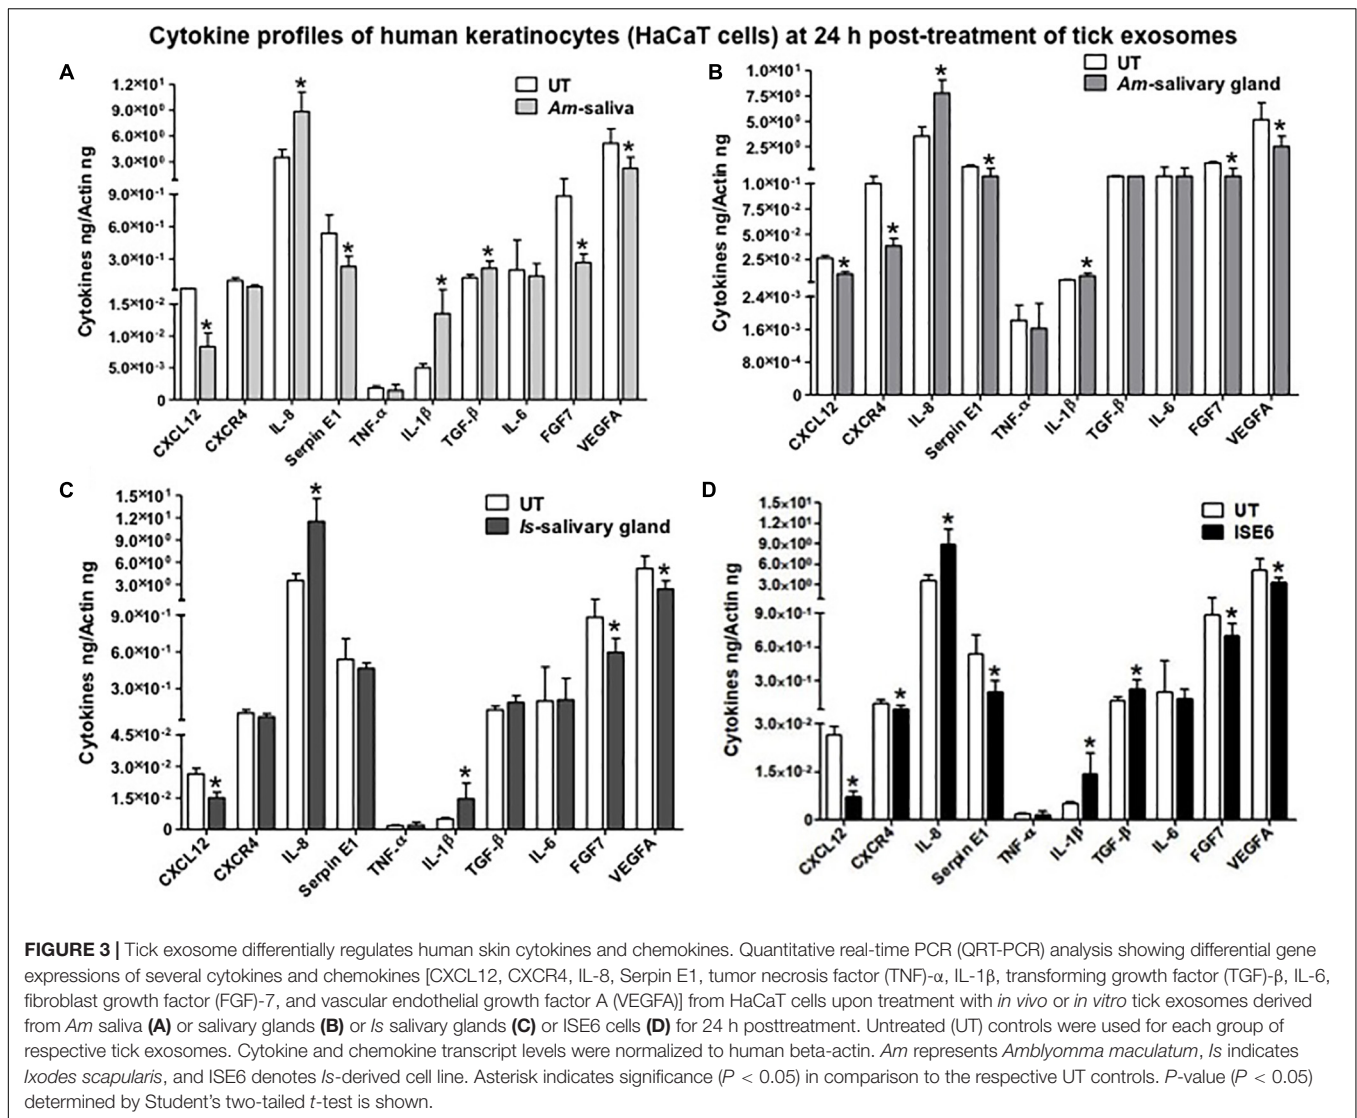 Cytokine profiles of human keratinocytes (HaCaT cells) at 24 h post-treatment of tick exosomes
A
UT
Am-saliva
Cytokines ng/Actin ng
1.2×10¹
9.0×10⁰
6.0×10⁰
3.0×10⁰
9.0×10⁻¹
6.0×10⁻¹
3.0×10⁻¹
1.5×10⁻²
1.0×10⁻²
5.0×10⁻³
0
* * * * * * *
CXCL12 CXCR4 IL-8 Serpin E1 TNF-α IL-1β TGF-β IL-6 FGF7 VEGFA
B
UT
Am-salivary gland
Cytokines ng/Actin ng
1.0×10¹
7.5×10⁰
5.0×10⁰
2.5×10⁰
1.0×10⁻¹
7.5×10⁻²
5.0×10⁻²
2.5×10⁻²
2.4×10⁻³
1.6×10⁻³
8.0×10⁻⁴
0
* * * * * * *
CXCL12 CXCR4 IL-8 Serpin E1 TNF-α IL-1β TGF-β IL-6 FGF7 VEGFA
C
UT
Is-salivary gland
Cytokines ng/Actin ng
1.5×10¹
1.2×10¹
9.0×10⁰
6.0×10⁰
3.0×10⁰
9.0×10⁻¹
6.0×10⁻¹
3.0×10⁻¹
4.5×10⁻²
3.0×10⁻²
1.5×10⁻²
0
* * * * *
CXCL12 CXCR4 IL-8 Serpin E1 TNF-α IL-1β TGF-β IL-6 FGF7 VEGFA
D
UT
ISE6
Cytokines ng/Actin ng
1.5×10¹
1.2×10¹
9.0×10⁰
6.0×10⁰
3.0×10⁰
9.0×10⁻¹
6.0×10⁻¹
3.0×10⁻¹
3.0×10⁻²
1.5×10⁻²
0
* * * * * * * *
CXCL12 CXCR4 IL-8 Serpin E1 TNF-α IL-1β TGF-β IL-6 FGF7 VEGFA
FIGURE 3 | Tick exosome differentially regulates human skin cytokines and chemokines. Quantitative real-time PCR (QRT-PCR) analysis showing differential gene
expressions of several cytokines and chemokines [CXCL12, CXCR4, IL-8, Serpin E1, tumor necrosis factor (TNF)-α, IL-1β, transforming growth factor (TGF)-β, IL-6,
fibroblast growth factor (FGF)-7, and vascular endothelial growth factor A (VEGFA)] from HaCaT cells upon treatment with in vivo or in vitro tick exosomes derived
from Am saliva (A) or salivary glands (B) or Is salivary glands (C) or ISE6 cells (D) for 24 h posttreatment. Untreated (UT) controls were used for each group of
respective tick exosomes. Cytokine and chemokine transcript levels were normalized to human beta-actin. Am represents Amblyomma maculatum, Is indicates
Ixodes scapularis, and ISE6 denotes Is-derived cell line. Asterisk indicates significance (P < 0.05) in comparison to the respective UT controls. P-value (P < 0.05)
determined by Student's two-tailed t-test is shown.